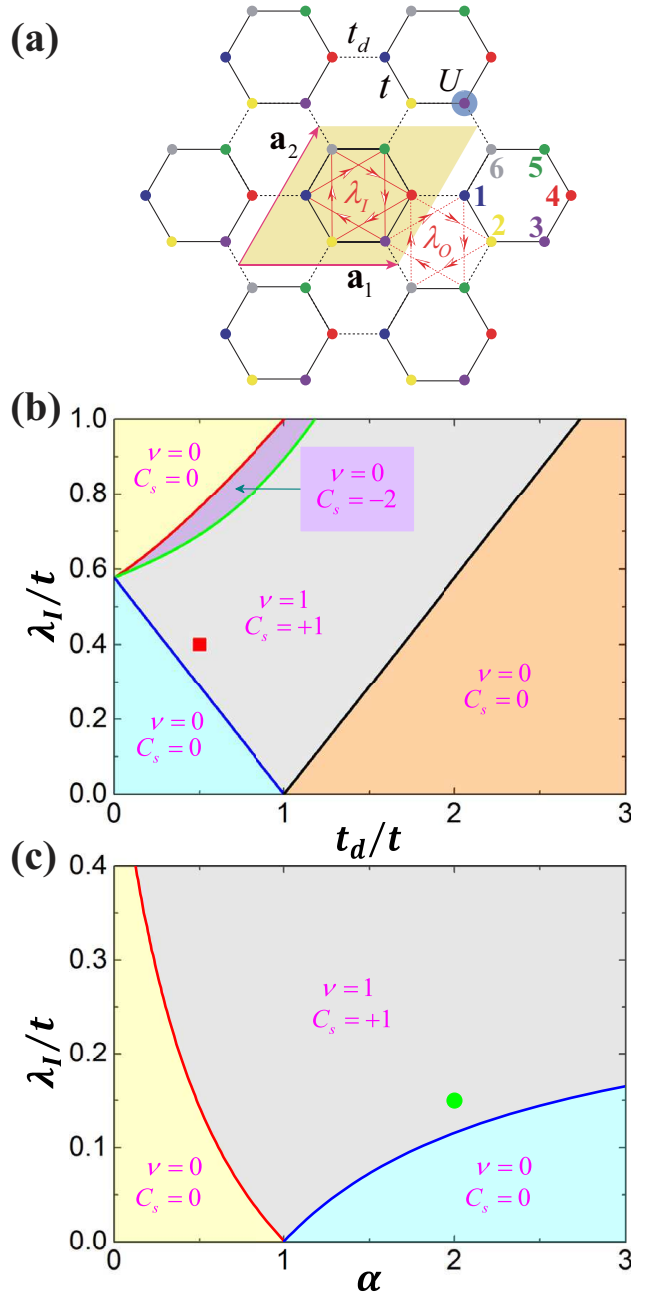 (a)
t_d
t
U
a₂
6 5
λ_I
1 4
λ_O
2 3
a₁
(b)
1.0
ν = 0
C_s = 0
ν = 0
C_s = −2
0.8
0.6
λ_I/t
ν = 1
C_s = +1
0.4
ν = 0
C_s = 0
0.2
ν = 0
C_s = 0
0.0
0 1 2 3
t_d/t
(c)
0.4
0.3
λ_I/t
ν = 1
C_s = +1
0.2
0.1
ν = 0
C_s = 0
ν = 0
C_s = 0
0.0
0 1 2 3
α